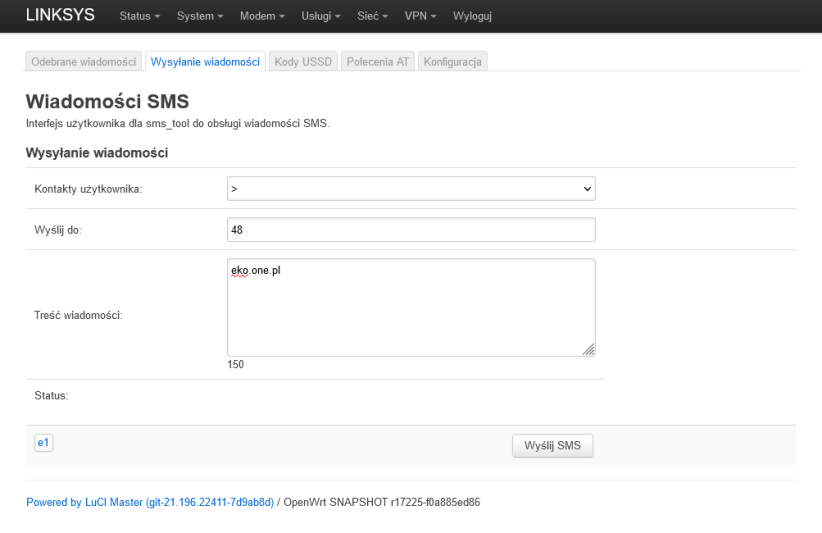 LINKSYS Status System Modem Usługi Sieć VPN Wyloguj
Odebrane wiadomości Wysyłanie wiadomości Kody USSD Polecenia AT Konfiguracja
Wiadomości SMS
Interfejs użytkownika dla sms_tool do obsługi wiadomości SMS.
Wysyłanie wiadomości
Kontakty użytkownika: >
Wyślij do: 48
eko.one.pl
Treść wiadomości:
150
Status:
e1 Wyślij SMS
Powered by LuCI Master (git-21.196.22411-7d9ab8d) / OpenWrt SNAPSHOT r17225-f0a885ed86